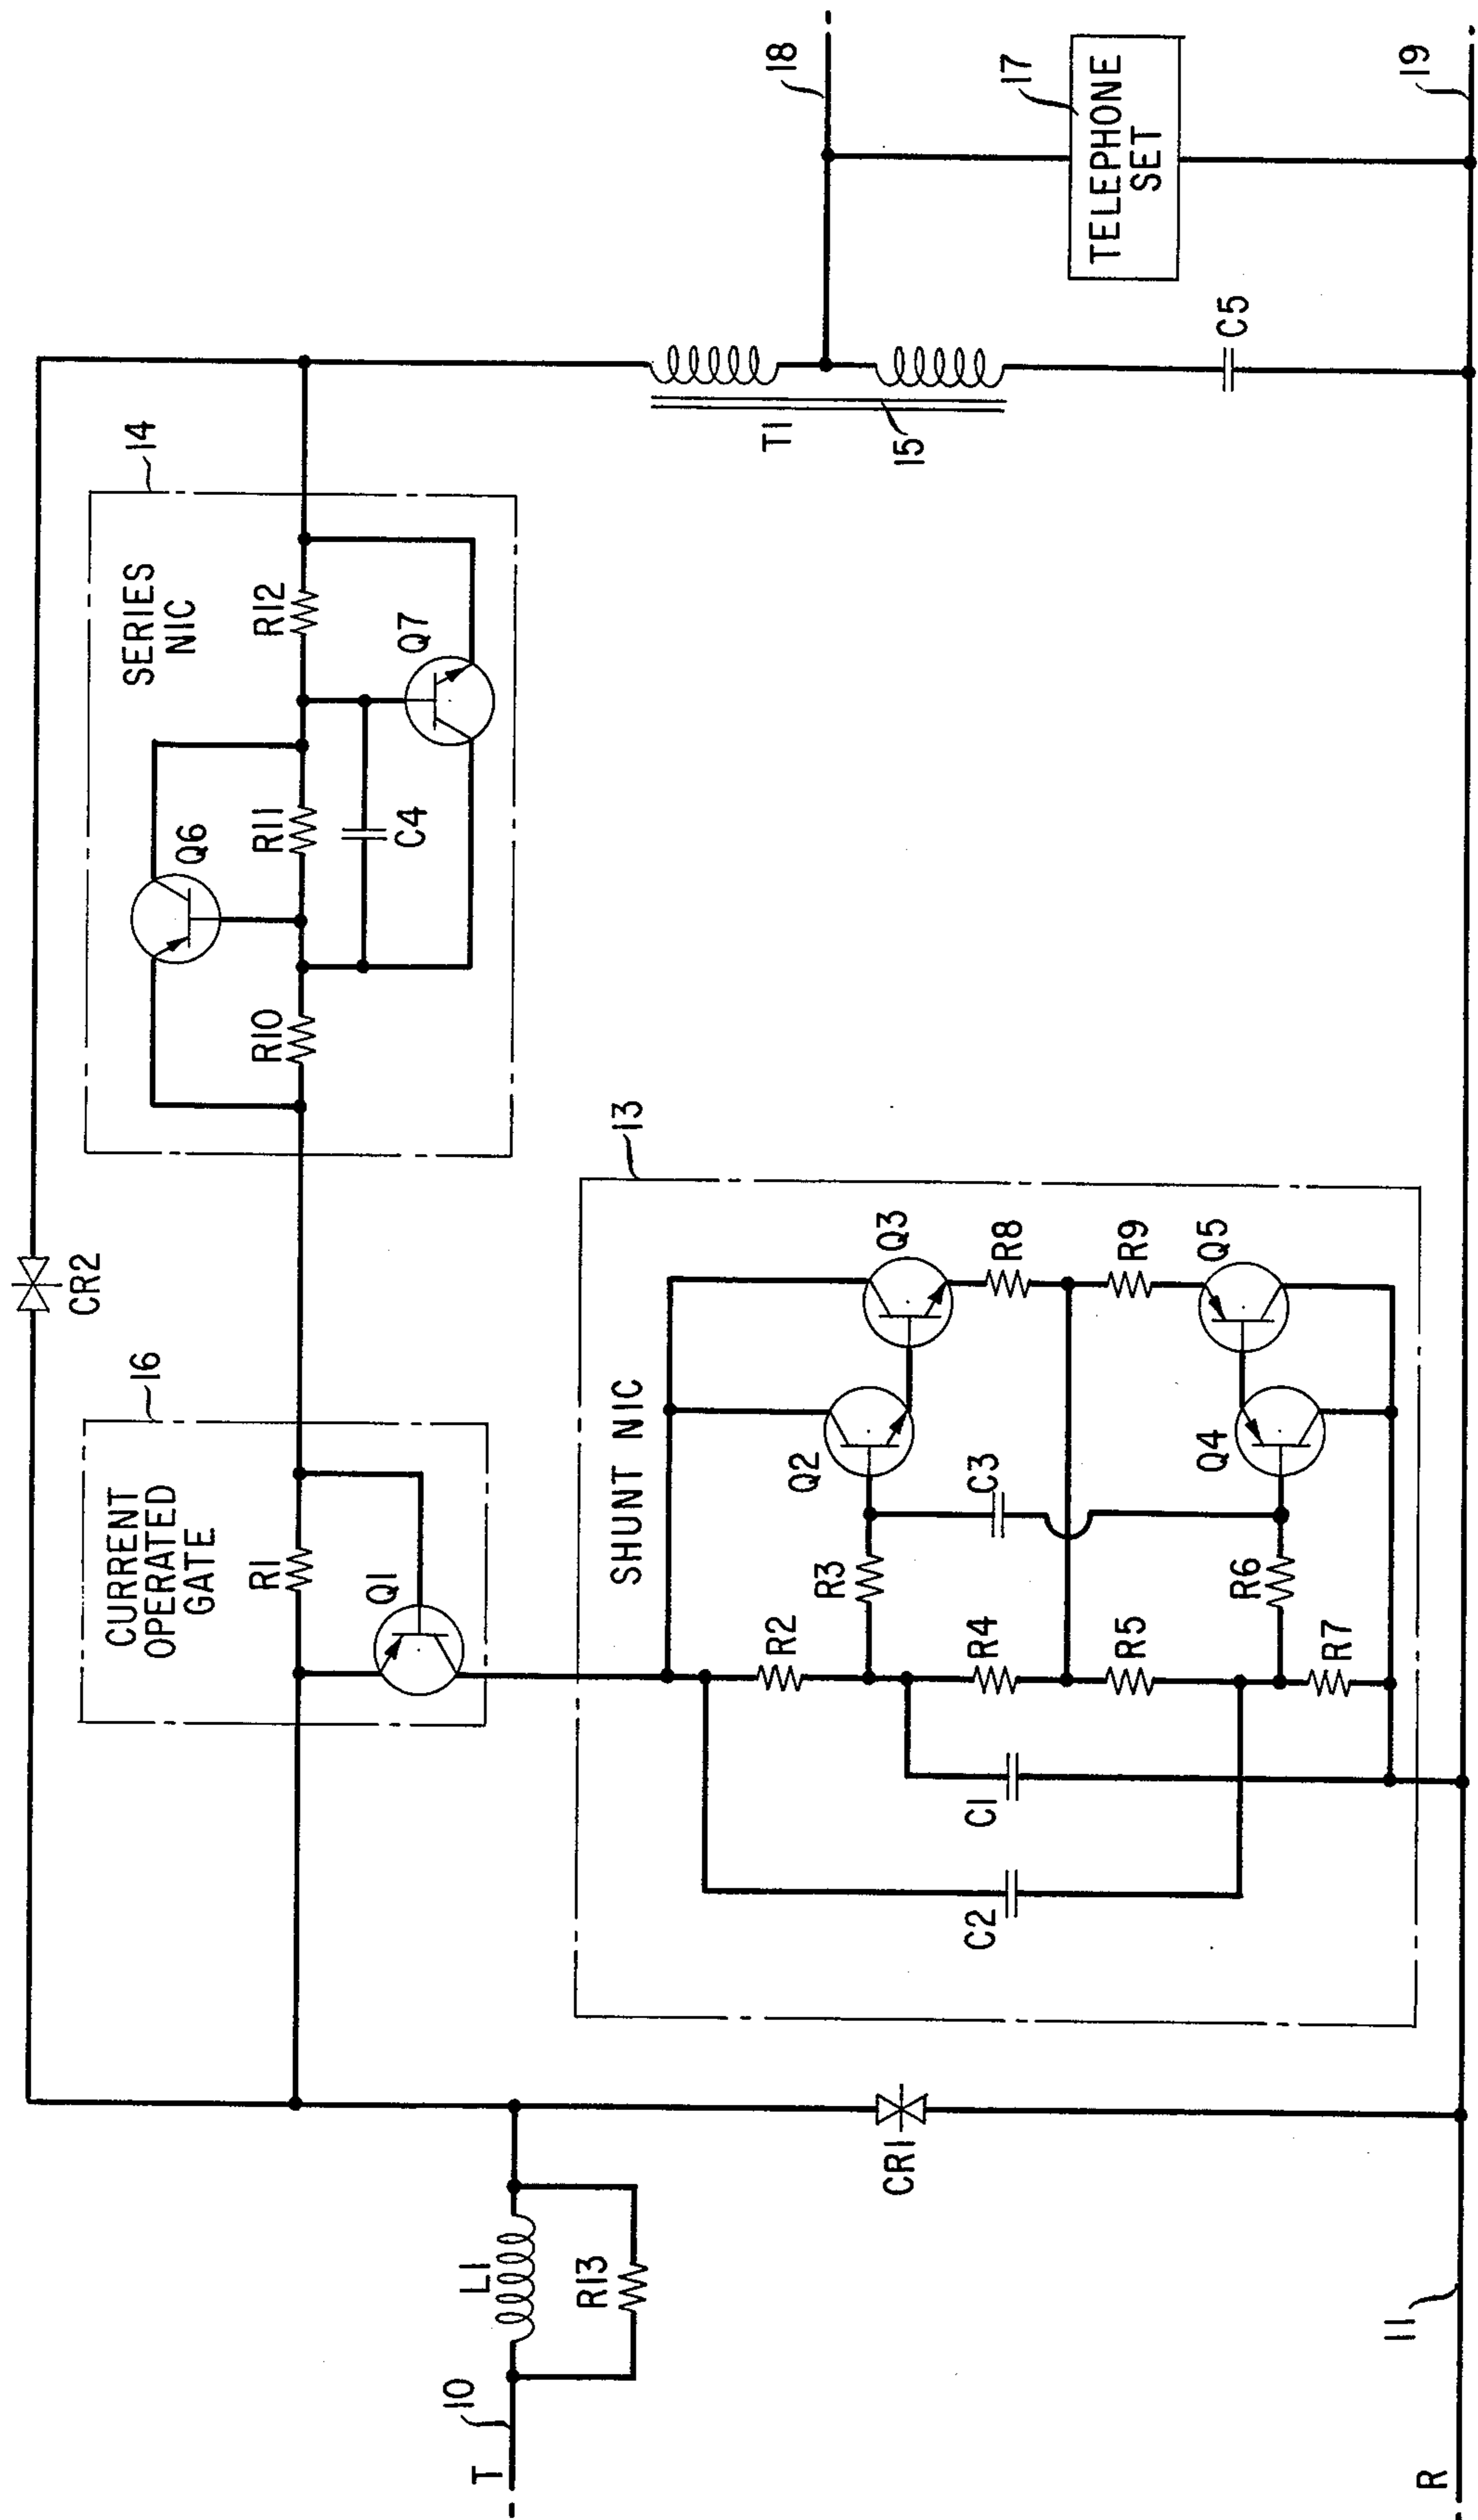 CR2
16
CURRENT
OPERATED
GATE
R1
Q1
14
SERIES
NIC
Q6
R10
R11
R12
C4
Q7
T
10
L1
R13
CR1
13
SHUNT NIC
R2
R3
Q2
Q3
C3
R4
R8
C1
C2
R5
R9
R6
Q4
Q5
R7
T1
15
C5
18
17
TELEPHONE
SET
19
R
11